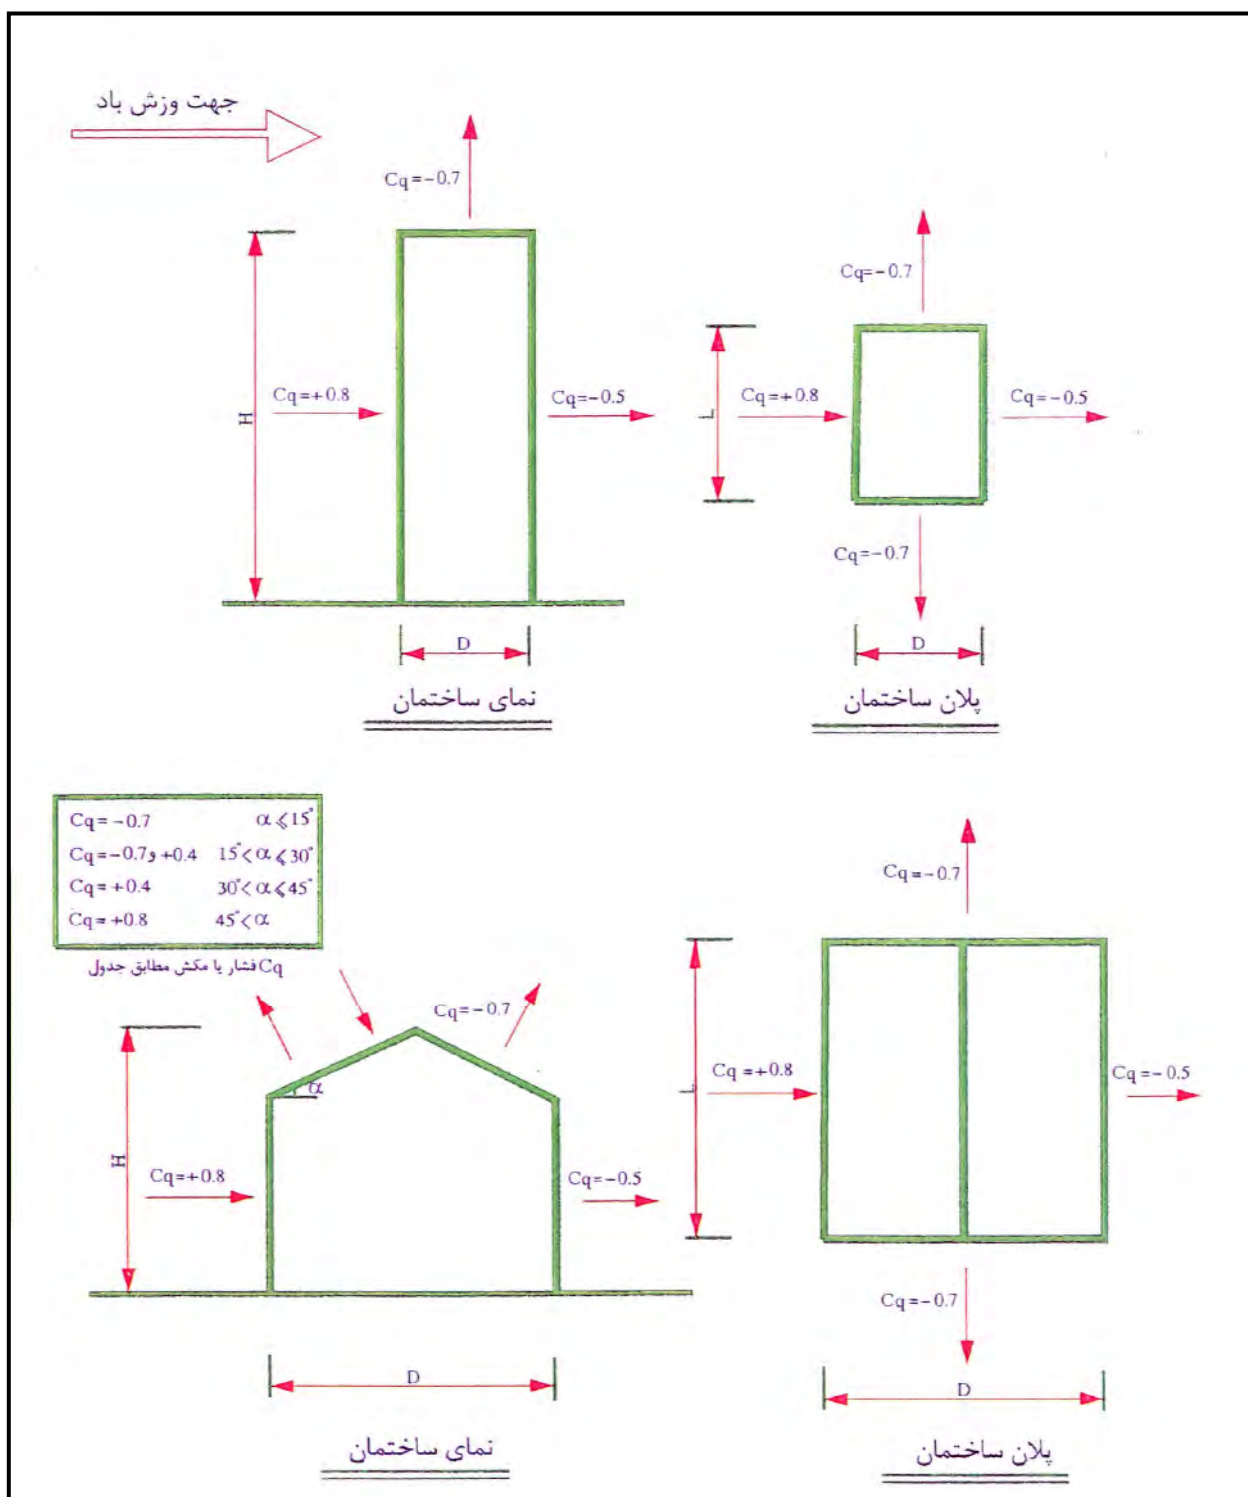 جهت وزش باد
Cq=-0.7
H
Cq=+0.8
Cq=-0.5
D
نمای ساختمان
Cq=-0.7
L
Cq=+0.8
Cq=-0.5
Cq=-0.7
D
پلان ساختمان
Cq=-0.7 α⩽15°
Cq=-0.7 و +0.4 15°<α⩽30°
Cq=+0.4 30°<α⩽45°
Cq=+0.8 45°<α
Cq فشار یا مکش مطابق جدول
Cq=-0.7
α
H
Cq=+0.8
Cq=-0.5
D
نمای ساختمان
Cq=-0.7
L
Cq=+0.8
Cq=-0.5
Cq=-0.7
D
پلان ساختمان